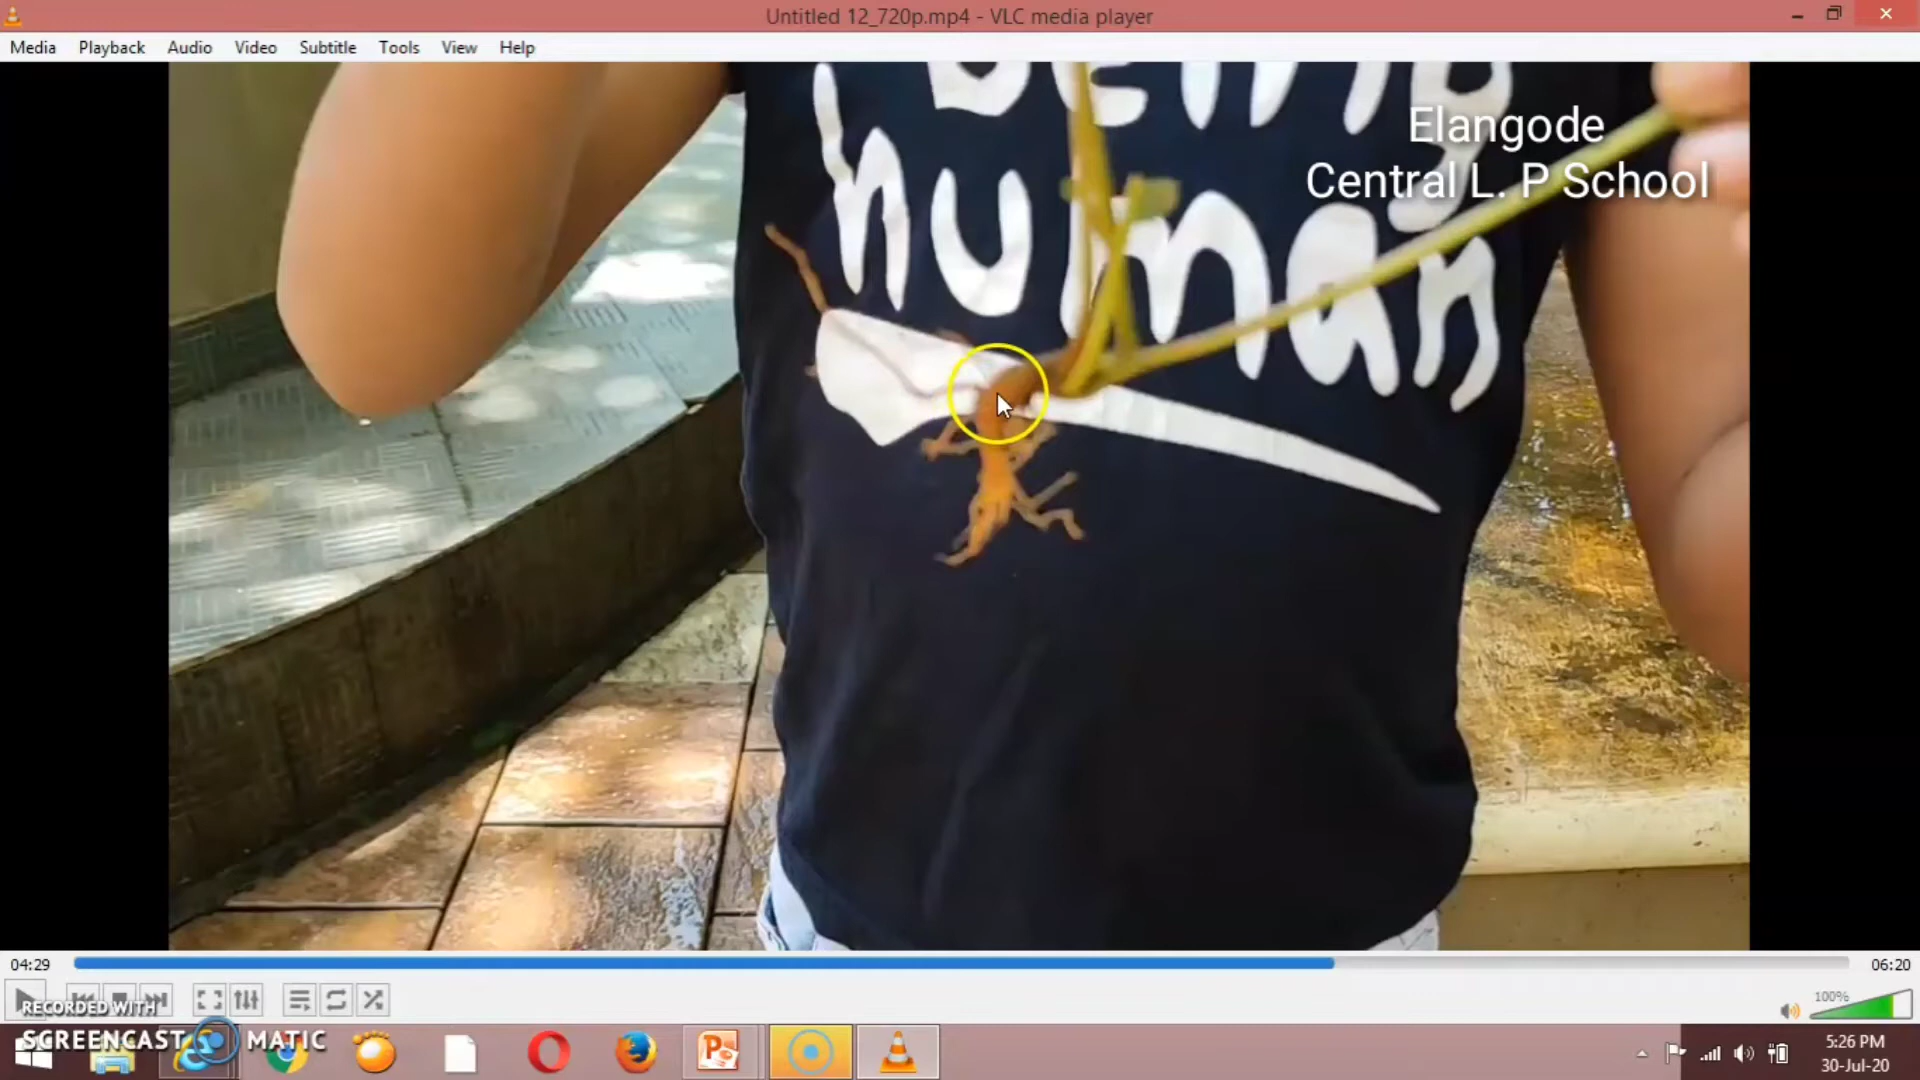 Untitled 12_720p.mp4 - VLC media player
Media Playback Audio Video Subtitle Tools View Help
being
human
Elangode
Central L. P School
04:29
06:20
100%
RECORDED WITH
SCREENCAST MATIC
5:26 PM
30-Jul-20